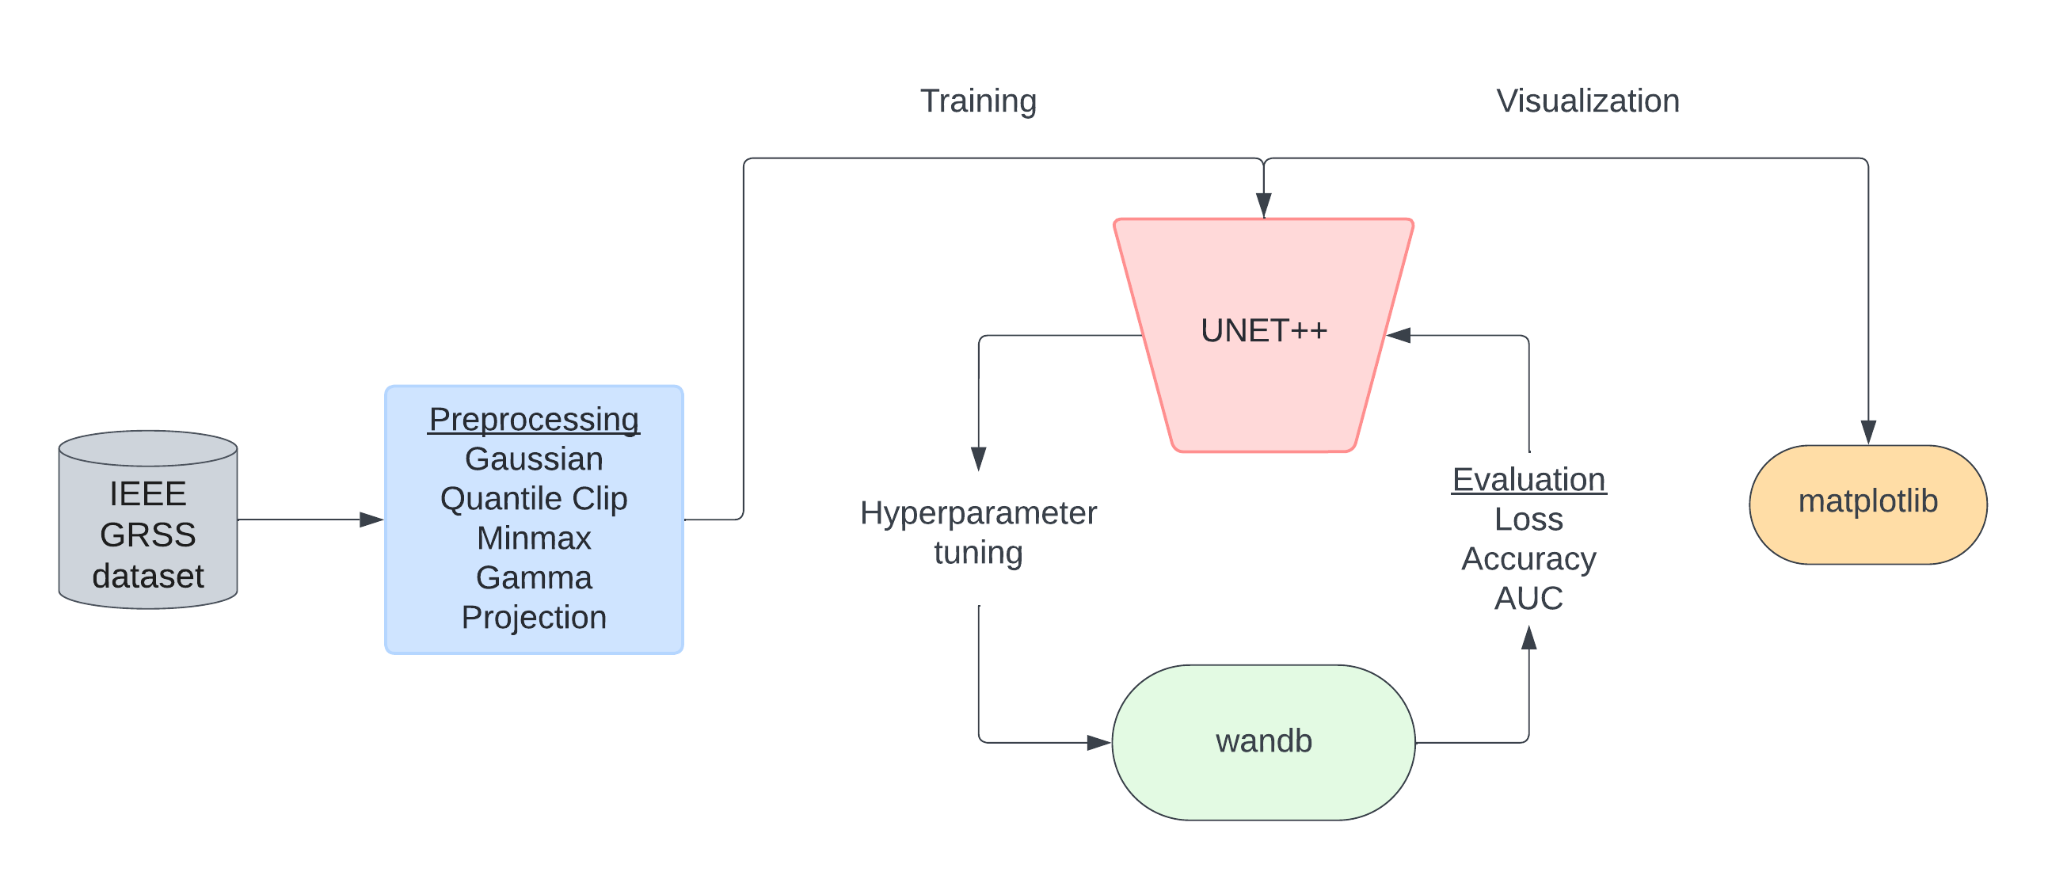 Training
Visualization
IEEE
GRSS
dataset
Preprocessing
Gaussian
Quantile Clip
Minmax
Gamma
Projection
UNET++
Hyperparameter
tuning
wandb
Evaluation
Loss
Accuracy
AUC
matplotlib